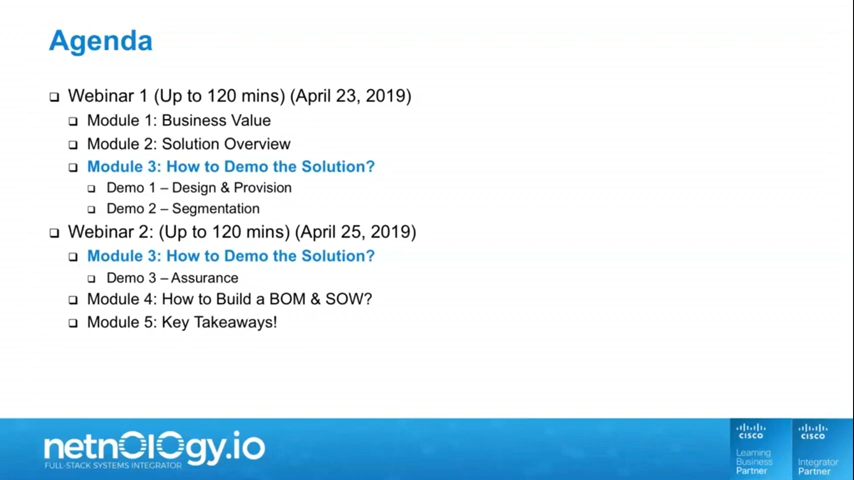 Agenda
Webinar 1 (Up to 120 mins) (April 23, 2019)
Module 1: Business Value
Module 2: Solution Overview
Module 3: How to Demo the Solution?
Demo 1 – Design & Provision
Demo 2 – Segmentation
Webinar 2: (Up to 120 mins) (April 25, 2019)
Module 3: How to Demo the Solution?
Demo 3 – Assurance
Module 4: How to Build a BOM & SOW?
Module 5: Key Takeaways!
netnOlOgy.io
FULL-STACK SYSTEMS INTEGRATOR
CISCO
Learning
Business
Partner
CISCO
Integrator
Partner